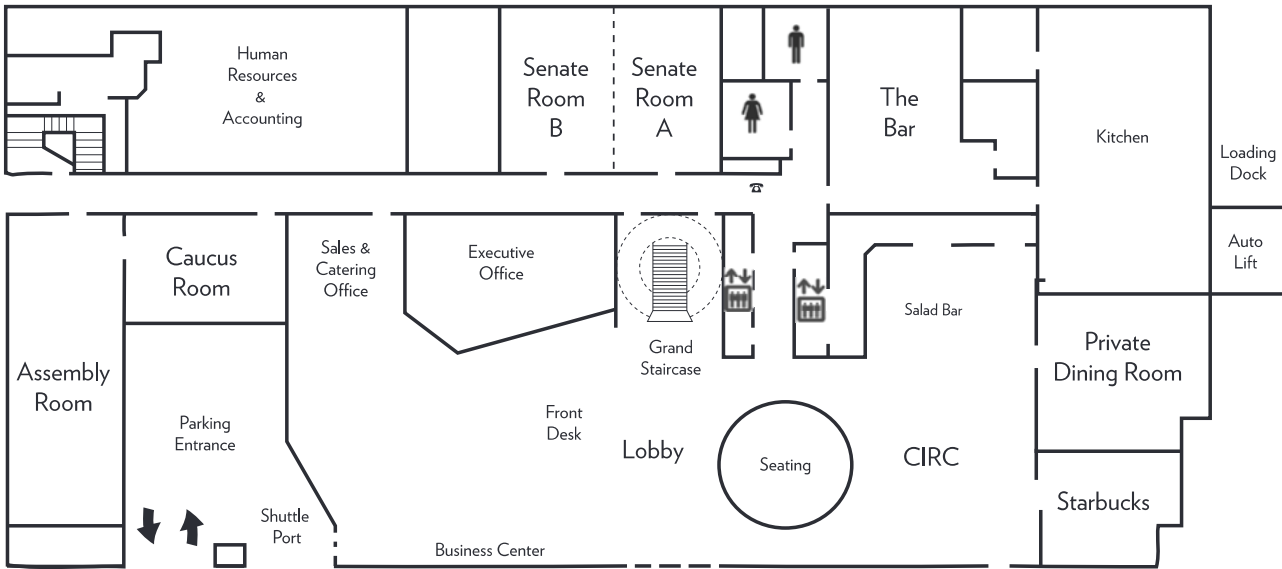 Human
Resources
&
Accounting
Senate
Room
B
Senate
Room
A
The
Bar
Kitchen
Loading
Dock
Auto
Lift
Caucus
Room
Sales &
Catering
Office
Executive
Office
Grand
Staircase
Salad Bar
Private
Dining Room
Assembly
Room
Parking
Entrance
Front
Desk
Lobby
Seating
CIRC
Starbucks
Shuttle
Port
Business Center